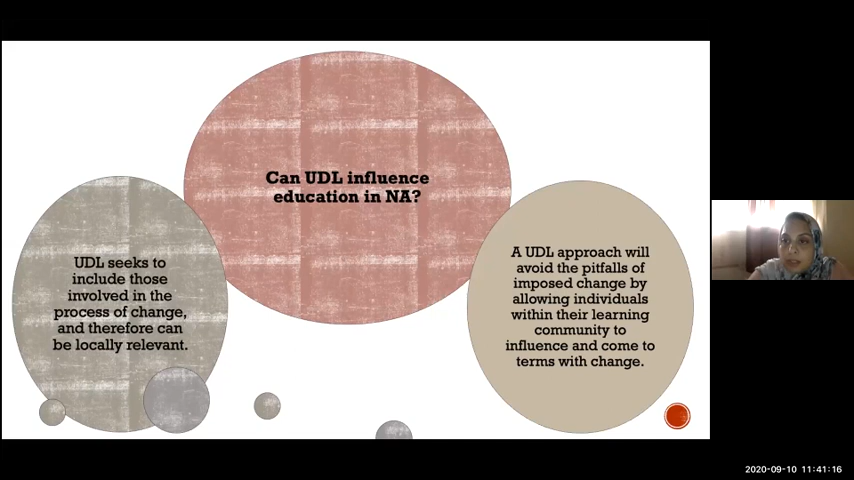 Can UDL influence
education in NA?
UDL seeks to
include those
involved in the
process of change,
and therefore can
be locally relevant.
A UDL approach will
avoid the pitfalls of
imposed change by
allowing individuals
within their learning
community to
influence and come to
terms with change.
2020-09-10 11:41:16